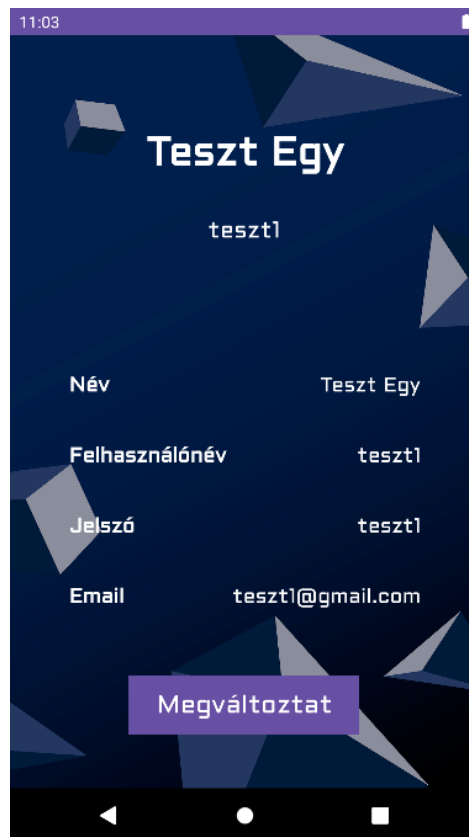 11:03
Teszt Egy
teszt1
Név Teszt Egy
Felhasználónév teszt1
Jelszó teszt1
Email teszt1@gmail.com
Megváltoztat